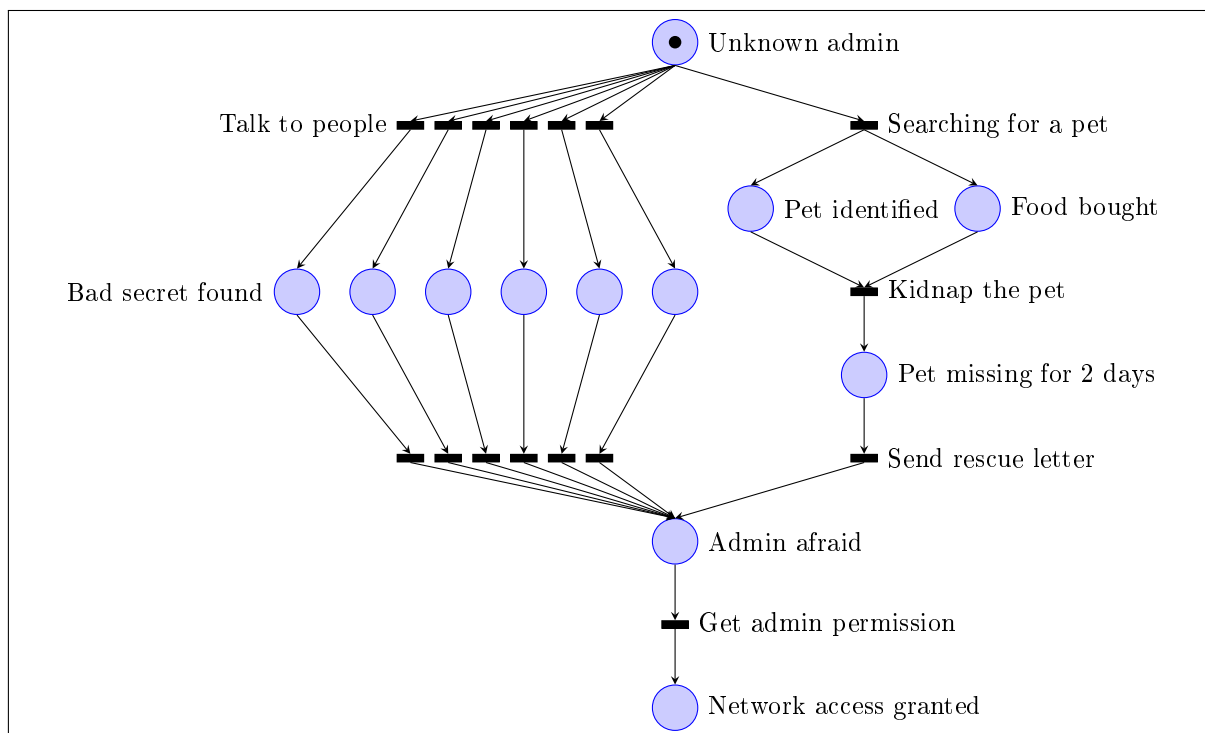 Unknown admin
Talk to people
Searching for a pet
Pet identified
Food bought
Bad secret found
Kidnap the pet
Pet missing for 2 days
Send rescue letter
Admin afraid
Get admin permission
Network access granted